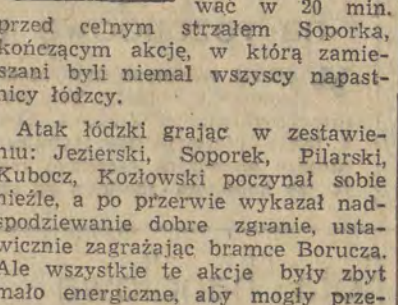 wać w 20 min.
przed celnym strzałem Soporka,
kończącym akcję, w którą zamie-
szani byli niemal wszyscy napast-
nicy łódzcy.
Atak łódzki grając w zestawie-
niu: Jezierski, Soporek, Pilarski,
Kubocz, Kozłowski poczynał sobie
nieźle, a po przerwie wykazał nad-
spodziewanie dobre zgranie, usta-
wicznie zagrażając bramce Borucza.
Ale wszystkie te akcje były zbyt
mało energiczne, aby mogły prze-